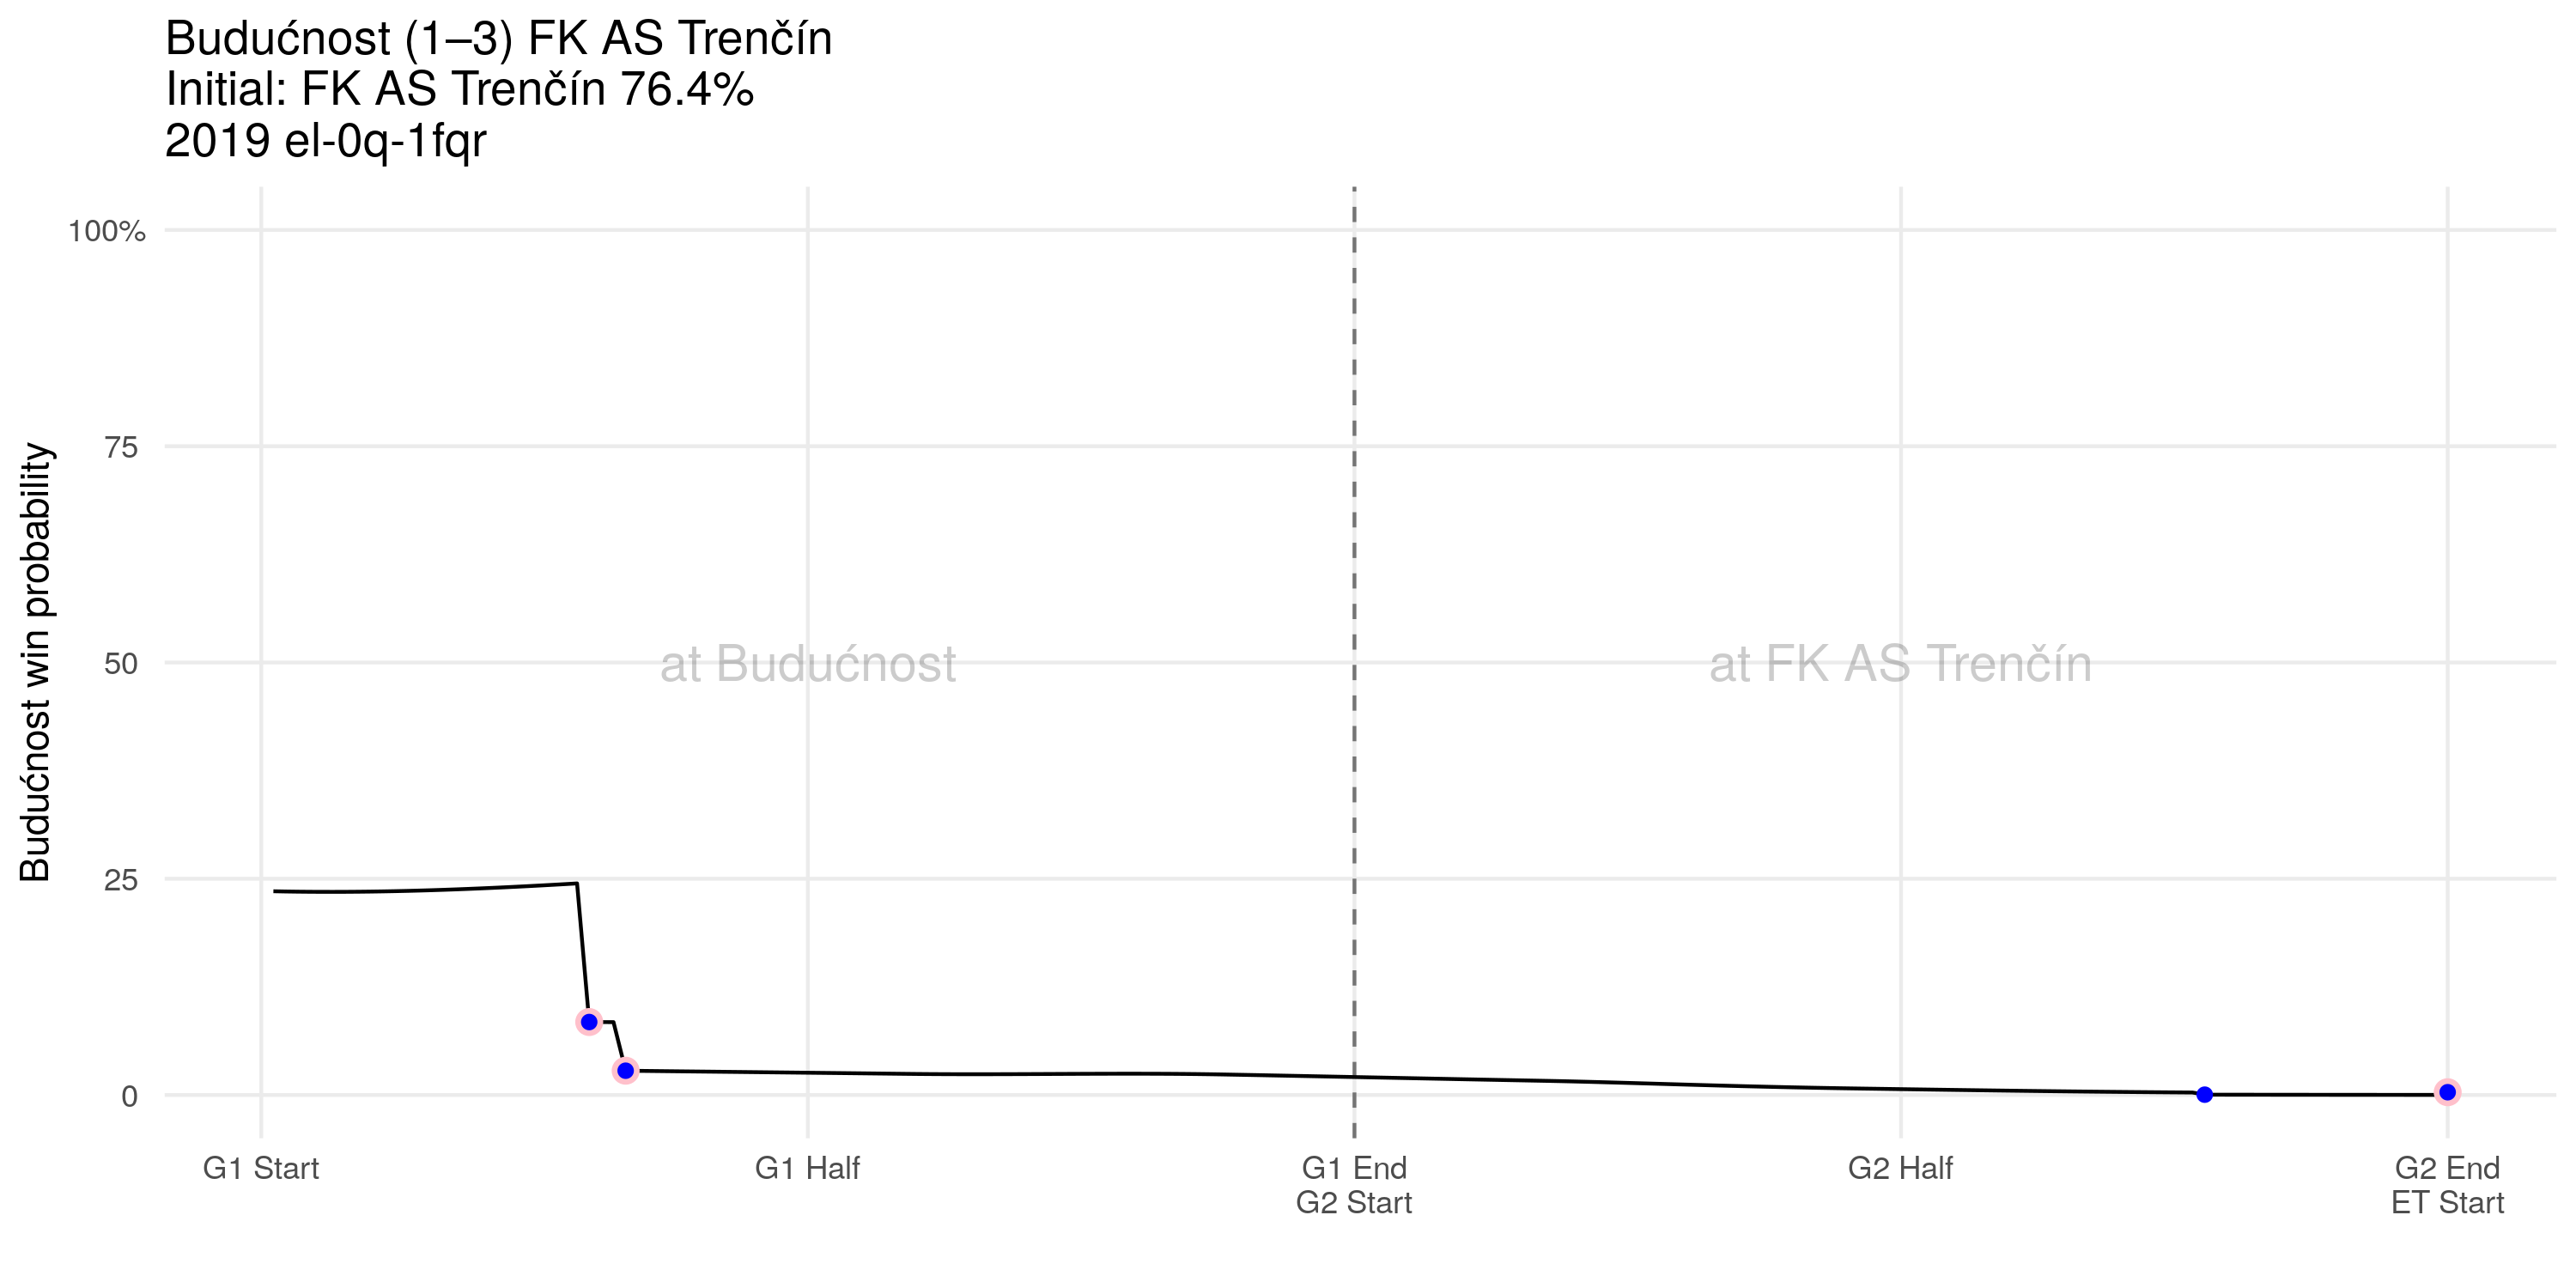 Budućnost (1–3) FK AS Trenčín
Initial: FK AS Trenčín 76.4%
2019 el-0q-1fqr
Budućnost win probability
100%
75
50
25
0
at Budućnost
at FK AS Trenčín
G1 Start
G1 Half
G1 End
G2 Start
G2 Half
G2 End
ET Start